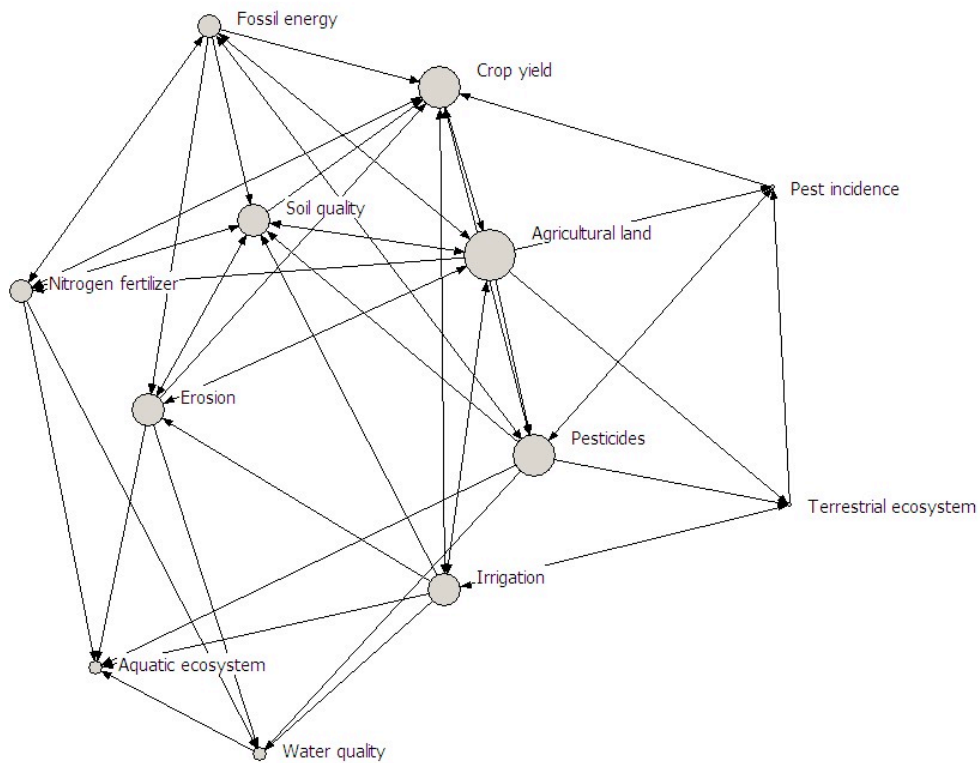 Fossil energy
Crop yield
Pest incidence
Soil quality
Agricultural land
Nitrogen fertilizer
Erosion
Pesticides
Terrestrial ecosystem
Irrigation
Aquatic ecosystem
Water quality